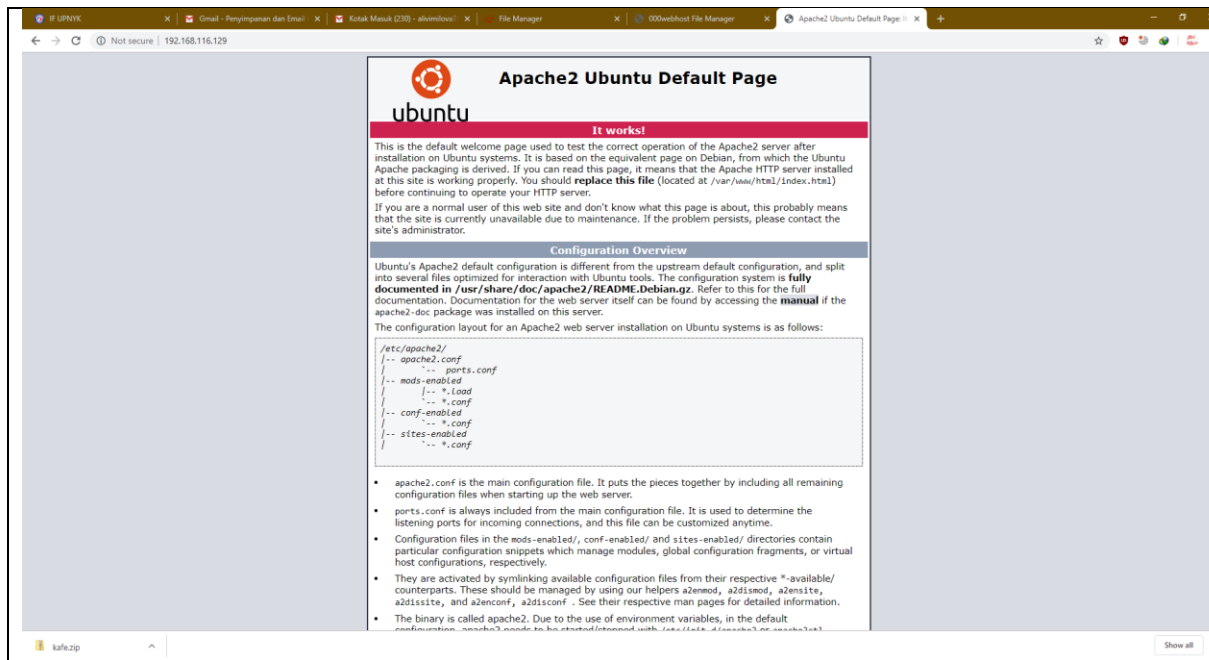 IF UPNYK
Gmail - Penyimpanan dan Email
Kotak Masuk (230) -
File Manager
000webhost File Manager
Apache2 Ubuntu Default Page: I
Not secure | 192.168.116.129
ubuntu
Apache2 Ubuntu Default Page
It works!
This is the default welcome page used to test the correct operation of the Apache2 server after
installation on Ubuntu systems. It is based on the equivalent page on Debian, from which the Ubuntu
Apache packaging is derived. If you can read this page, it means that the Apache HTTP server installed
at this site is working properly. You should replace this file (located at /var/www/html/index.html)
before continuing to operate your HTTP server.
If you are a normal user of this web site and don't know what this page is about, this probably means
that the site is currently unavailable due to maintenance. If the problem persists, please contact the
site's administrator.
Configuration Overview
Ubuntu's Apache2 default configuration is different from the upstream default configuration, and split
into several files optimized for interaction with Ubuntu tools. The configuration system is fully
documented in /usr/share/doc/apache2/README.Debian.gz. Refer to this for the full
documentation. Documentation for the web server itself can be found by accessing the manual if the
apache2-doc package was installed on this server.
The configuration layout for an Apache2 web server installation on Ubuntu systems is as follows:
/etc/apache2/
|-- apache2.conf
|       `--  ports.conf
|-- mods-enabled
|       |-- *.load
|       `-- *.conf
|-- conf-enabled
|       `-- *.conf
|-- sites-enabled
|       `-- *.conf
• apache2.conf is the main configuration file. It puts the pieces together by including all remaining
configuration files when starting up the web server.
• ports.conf is always included from the main configuration file. It is used to determine the
listening ports for incoming connections, and this file can be customized anytime.
• Configuration files in the mods-enabled/, conf-enabled/ and sites-enabled/ directories contain
particular configuration snippets which manage modules, global configuration fragments, or virtual
host configurations, respectively.
• They are activated by symlinking available configuration files from their respective *-available/
counterparts. These should be managed by using our helpers a2enmod, a2dismod, a2ensite,
a2dissite, and a2enconf, a2disconf . See their respective man pages for detailed information.
• The binary is called apache2. Due to the use of environment variables, in the default
configuration, apache2 needs to be started/stopped with /etc/init.d/apache2 or apache2ctl.
kafe.zip
Show all